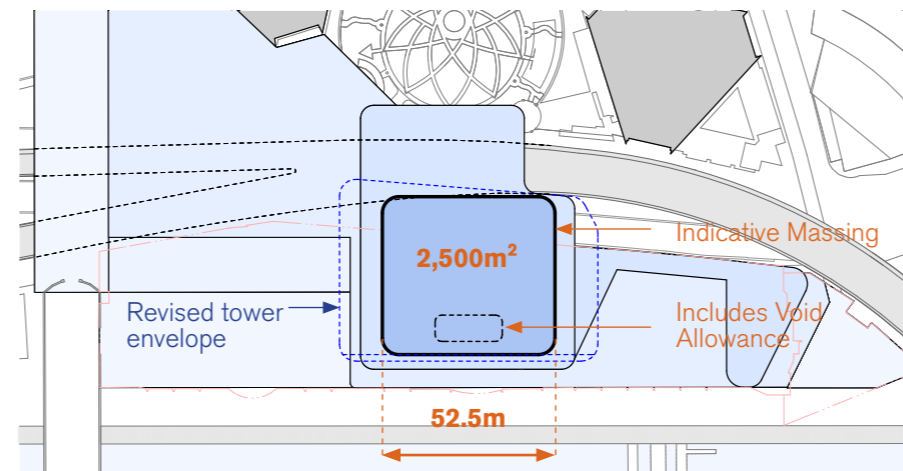 2,500m²
Indicative Massing
Revised tower
envelope
Includes Void
Allowance
52.5m